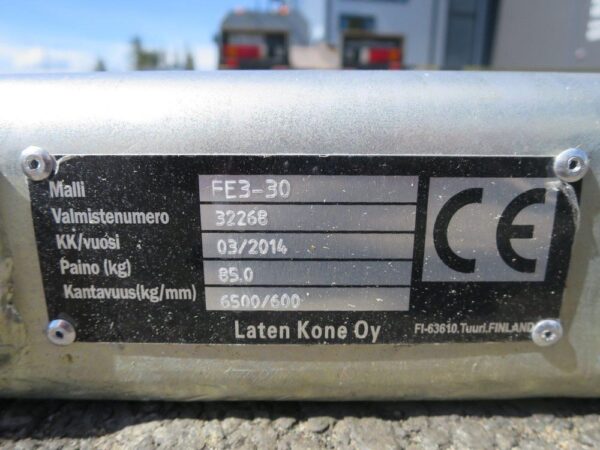 Malli FE3-30
Valmistenumero 32268
KK/vuosi 03/2014
Paino (kg) 85.0
Kantavuus(kg/mm) 6500/600
CE
Laten Kone Oy FI-63610.Tuuri.FINLAND